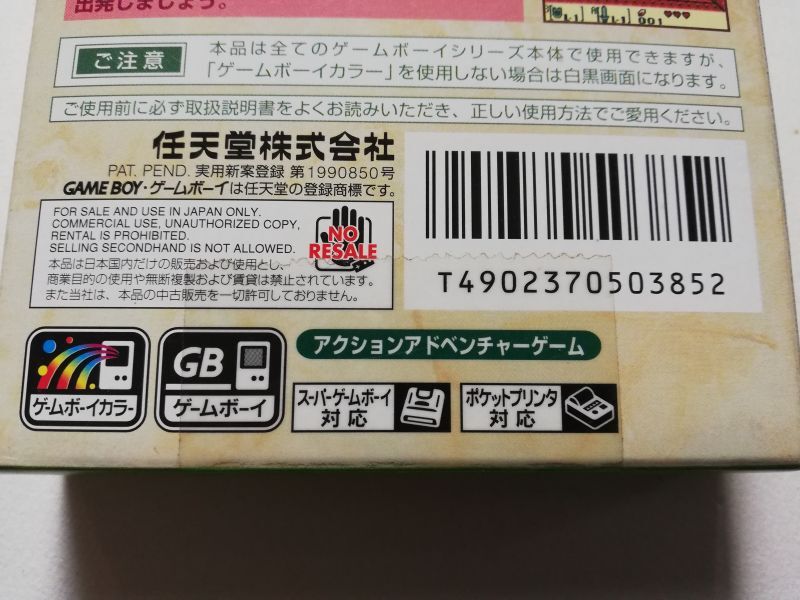 出発しましょう。
L-1 L-1 001
ご注意
本品は全てのゲームボーイシリーズ本体で使用できますが、
「ゲームボーイカラー」を使用しない場合は白黒画面になります。
ご使用前に必ず取扱説明書をよくお読みいただき、正しい使用方法でご愛用ください。
任天堂株式会社
PAT. PEND. 実用新案登録 第1990850号
GAME BOY・ゲームボーイは任天堂の登録商標です。
FOR SALE AND USE IN JAPAN ONLY.
COMMERCIAL USE, UNAUTHORIZED COPY,
RENTAL IS PROHIBITED.
SELLING SECONDHAND IS NOT ALLOWED.
本品は日本国内だけの販売および使用とし、
商業目的の使用や無断複製および賃貸は禁止されています。
また当社は、本品の中古販売を一切許可しておりません。
NO
RESALE
T4902370503852
ゲームボーイカラー
GB
ゲームボーイ
アクションアドベンチャーゲーム
スーパーゲームボーイ
対応
ポケットプリンタ
対応